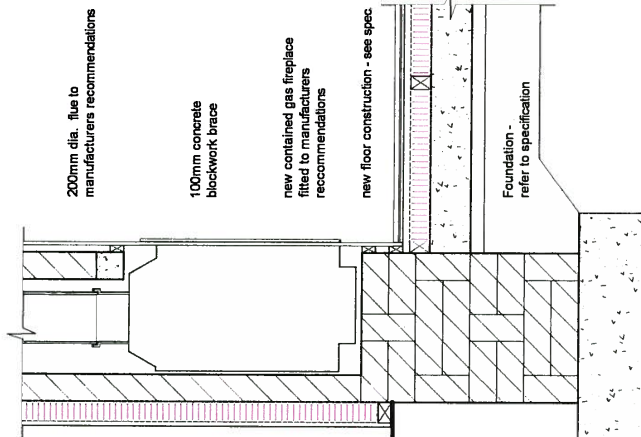 200mm dia. flue to
manufacturers recommendations
100mm concrete
blockwork brace
new contained gas fireplace
fitted to manufacturers
reccommendations
new floor construction - see spec.
Foundation -
refer to specification